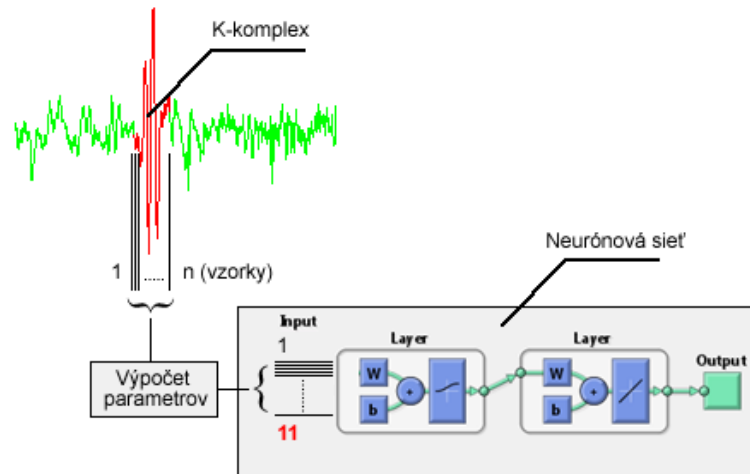 K-komplex
1 ..... n (vzorky)
Neurónová sieť
Výpočet
parametrov
Input
1
11
Layer
W
b
+
Layer
W
b
+
Output